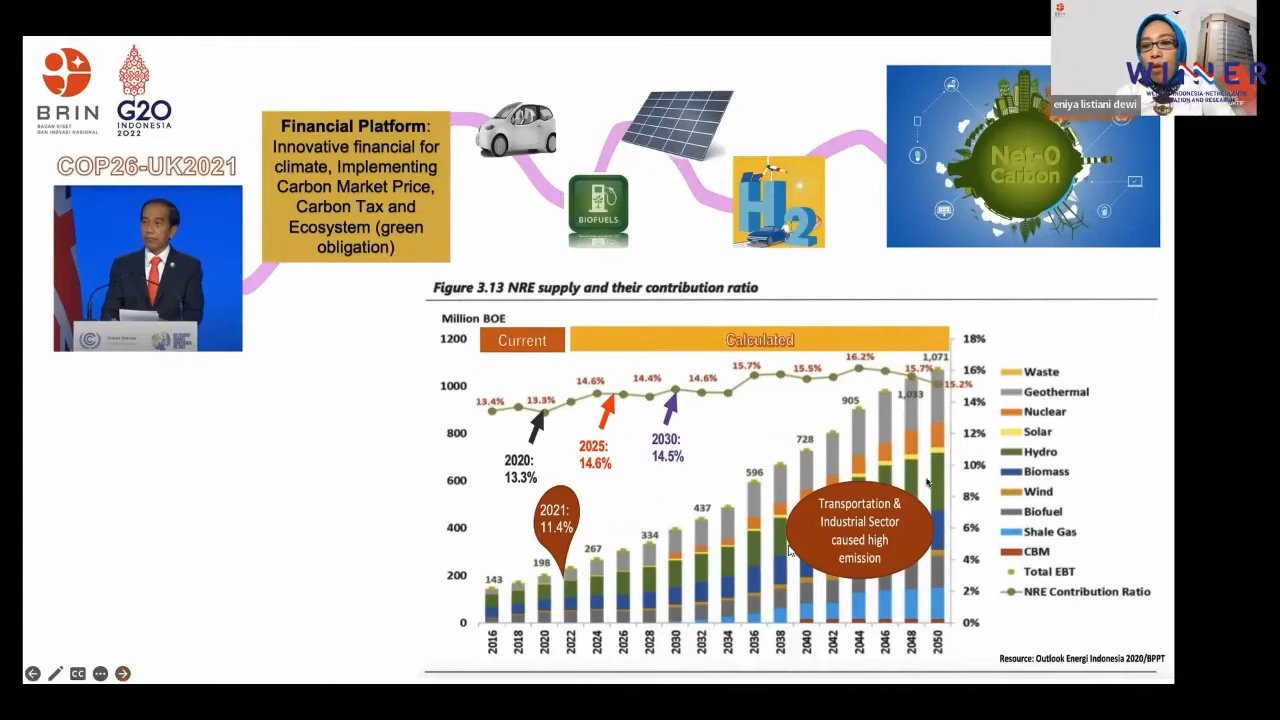 BRIN
BADAN RISET
DAN INOVASI NASIONAL
G20
INDONESIA
2022
COP26-UK2021
Financial Platform:
Innovative financial for
climate, Implementing
Carbon Market Price,
Carbon Tax and
Ecosystem (green
obligation)
BIOFUELS
H2
Net-0
Carbon
eniya listiani dewi
WINNER
Figure 3.13 NRE supply and their contribution ratio
Million BOE
Current
Calculated
1200
1000
800
600
400
200
0
18%
16%
14%
12%
10%
8%
6%
4%
2%
0%
13.4%
13.3%
14.6%
14.4%
14.6%
15.7%
15.5%
16.2%
15.7%
15.2%
2020:
13.3%
2025:
14.6%
2030:
14.5%
2021:
11.4%
143
198
267
334
437
596
728
905
1,033
1,071
Transportation &
Industrial Sector
caused high
emission
2016
2018
2020
2022
2024
2026
2028
2030
2032
2034
2036
2038
2040
2042
2044
2046
2048
2050
Waste
Geothermal
Nuclear
Solar
Hydro
Biomass
Wind
Biofuel
Shale Gas
CBM
Total EBT
NRE Contribution Ratio
Resource: Outlook Energi Indonesia 2020/BPPT
CC